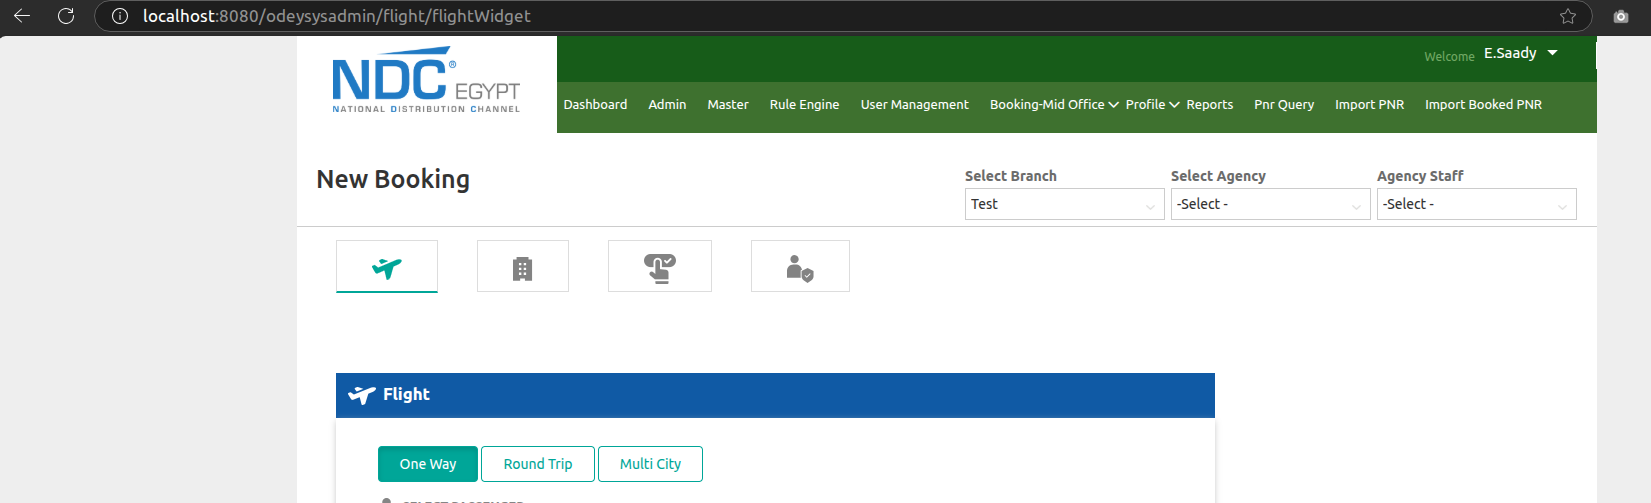 localhost:8080/odeysysadmin/flight/flightWidget
NDC® EGYPT
NATIONAL DISTRIBUTION CHANNEL
Welcome E.Saady
Dashboard Admin Master Rule Engine User Management Booking-Mid Office Profile Reports Pnr Query Import PNR Import Booked PNR
New Booking
Select Branch Select Agency Agency Staff
Test -Select - -Select -
Flight
One Way Round Trip Multi City
SELECT PASSENGER